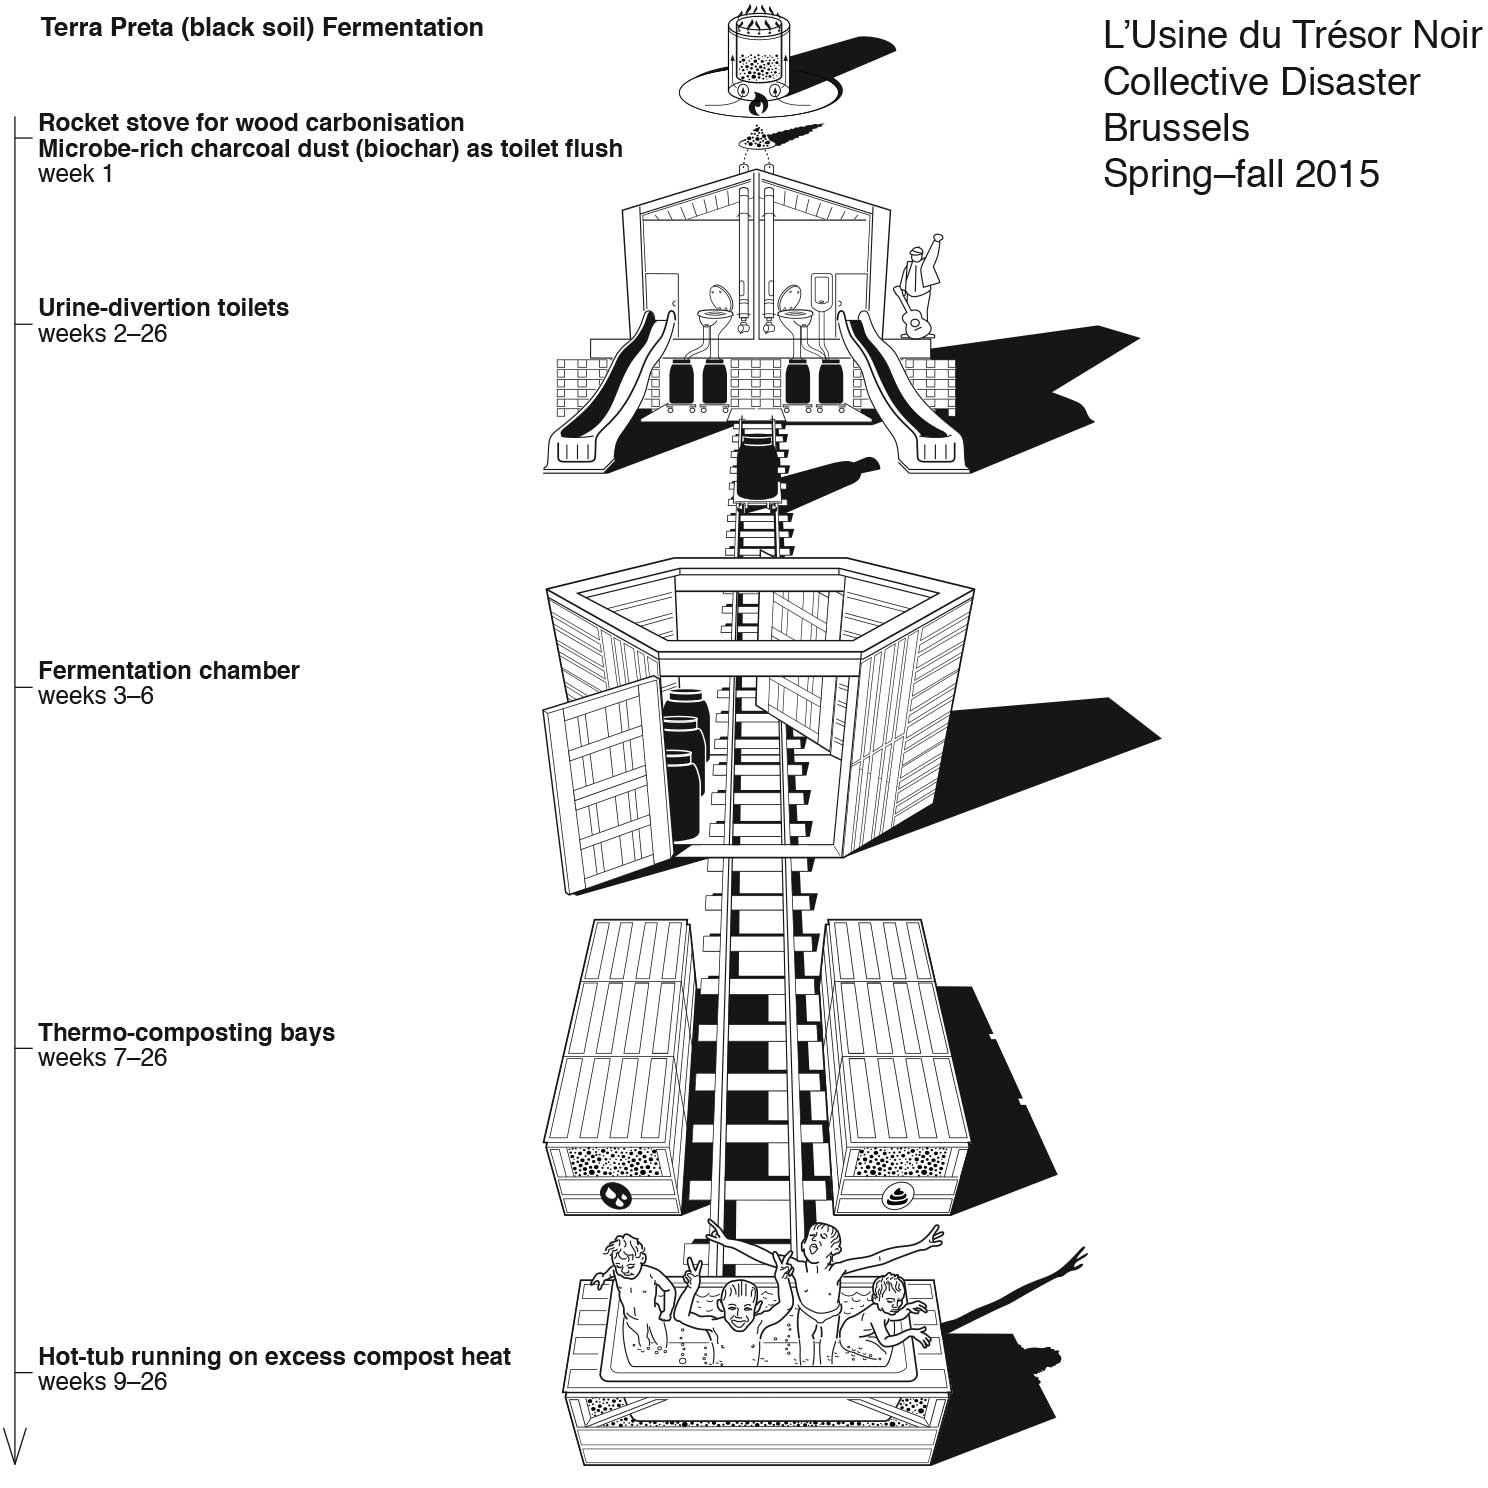 Terra Preta (black soil) Fermentation
L’Usine du Trésor Noir
Collective Disaster
Brussels
Spring–fall 2015
Rocket stove for wood carbonisation
Microbe-rich charcoal dust (biochar) as toilet flush
week 1
Urine-divertion toilets
weeks 2–26
Fermentation chamber
weeks 3–6
Thermo-composting bays
weeks 7–26
Hot-tub running on excess compost heat
weeks 9–26